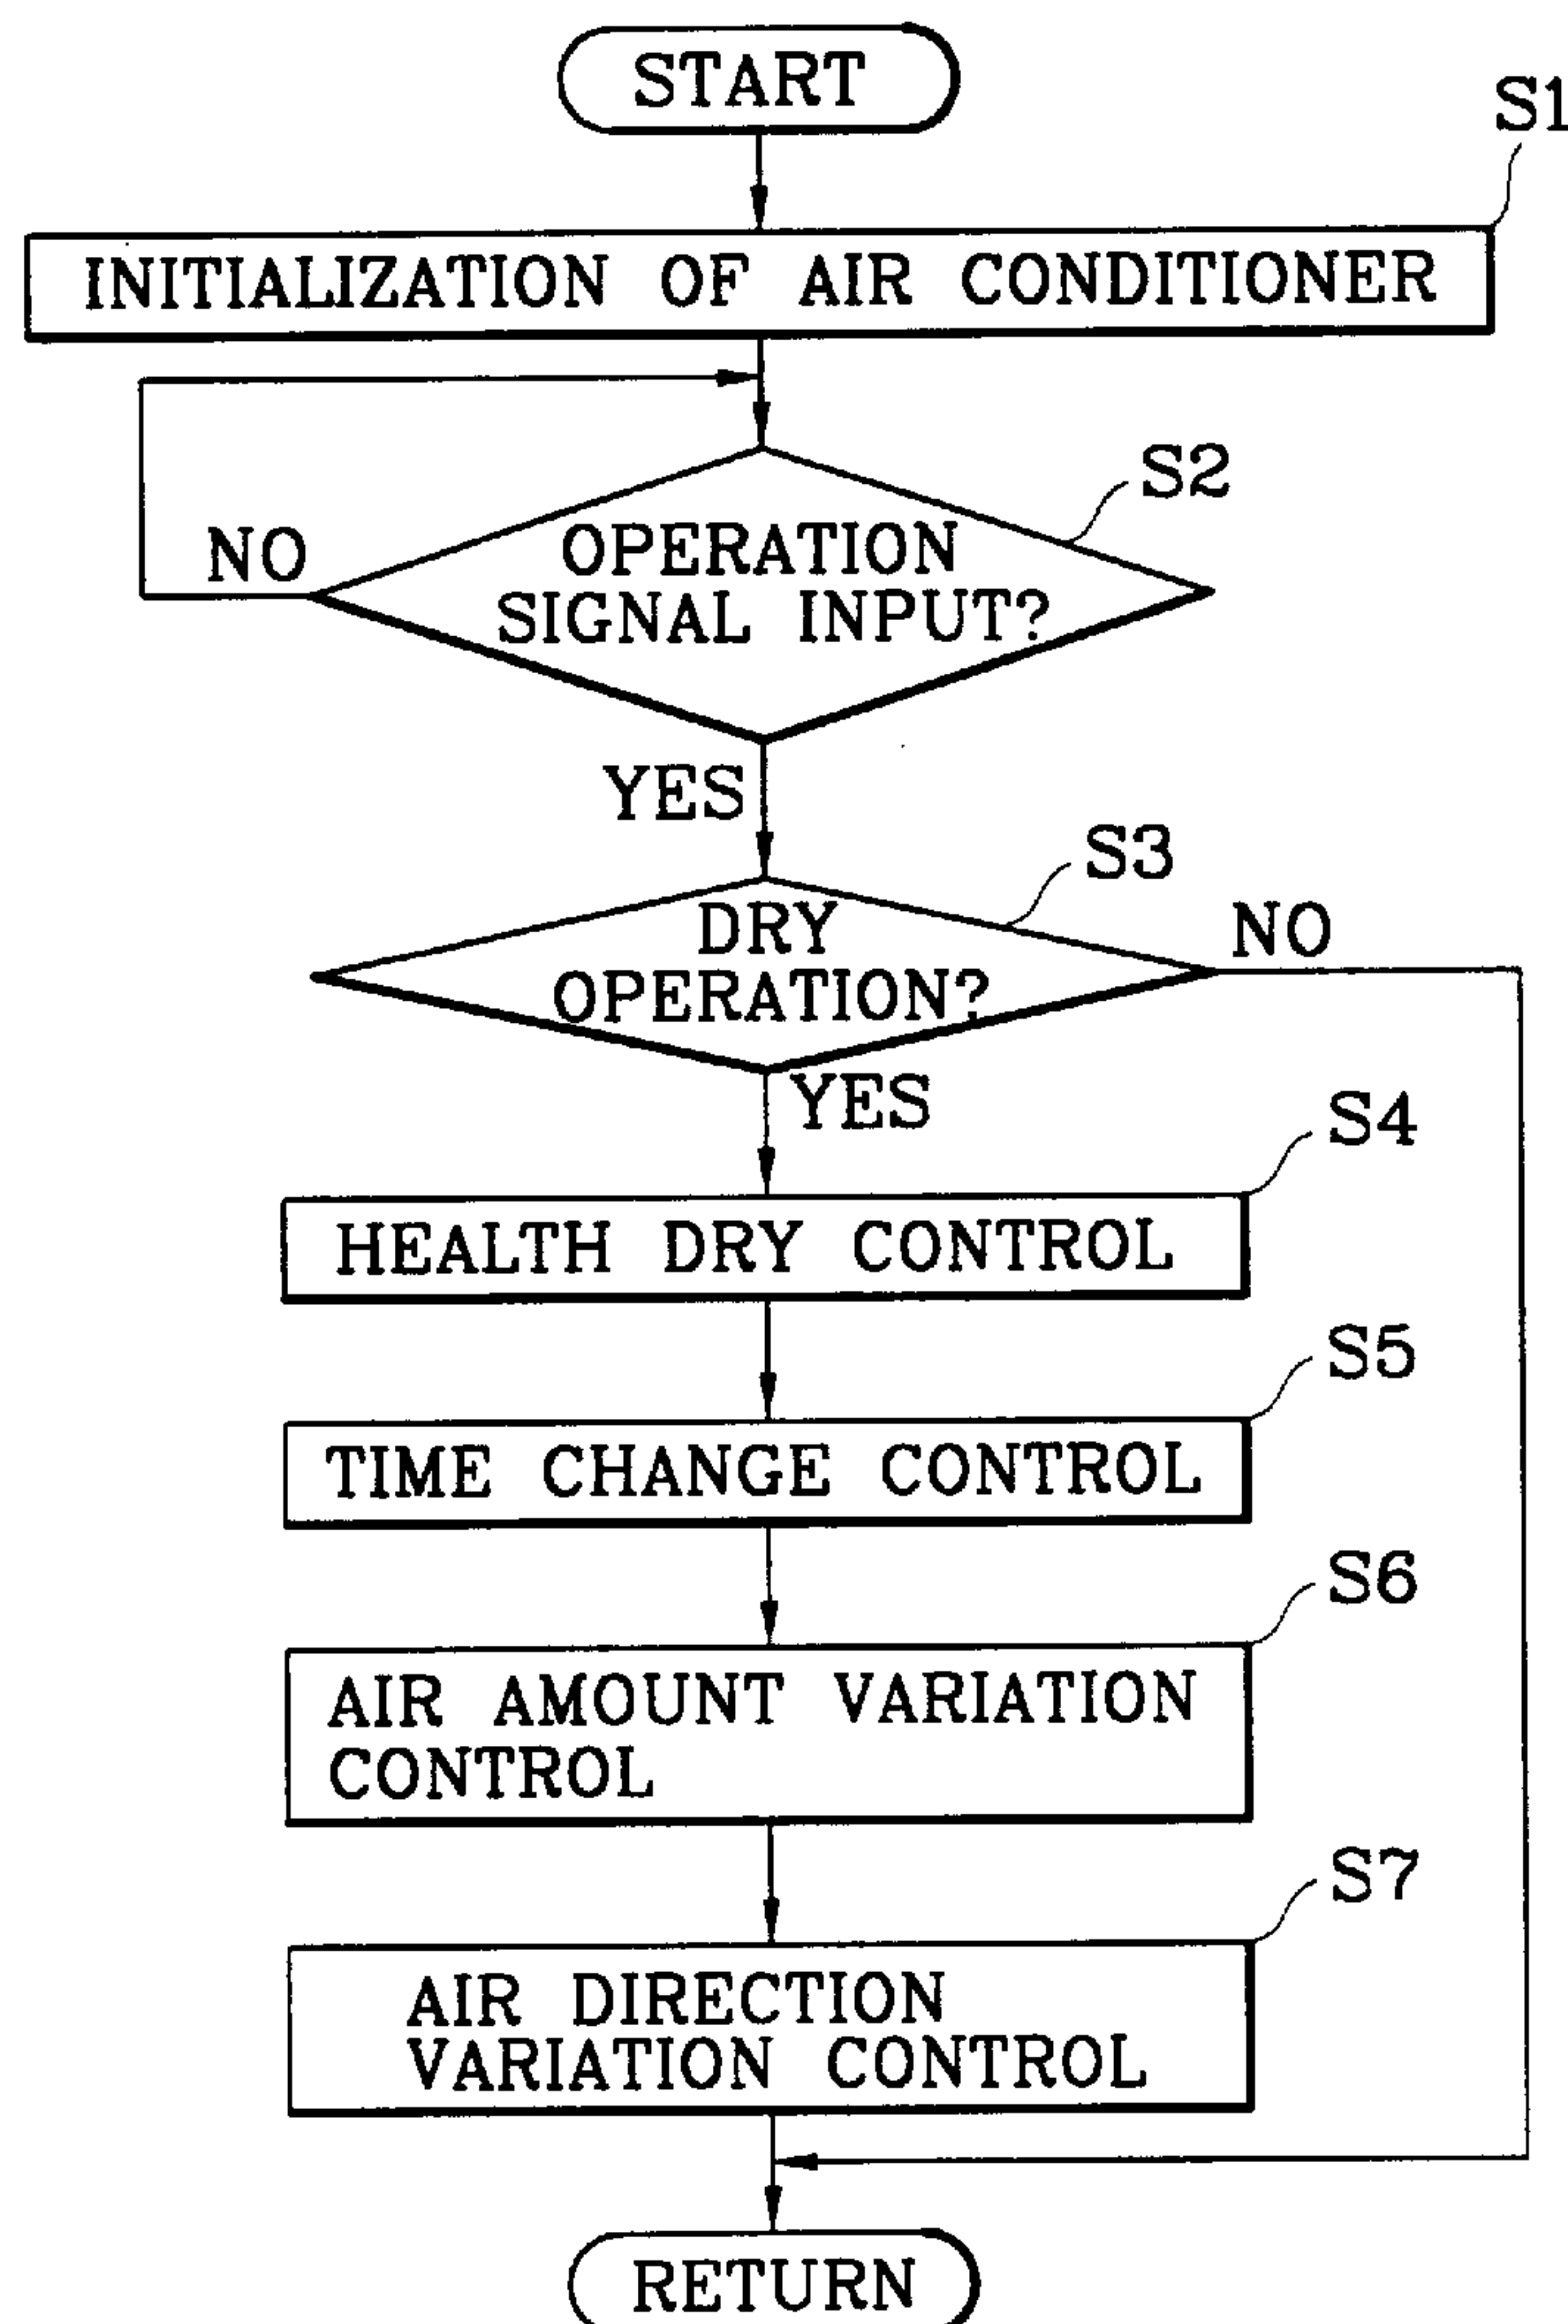 START
S1
INITIALIZATION OF AIR CONDITIONER
S2
NO
OPERATION
SIGNAL INPUT?
YES
S3
DRY
OPERATION?
NO
YES
S4
HEALTH DRY CONTROL
S5
TIME CHANGE CONTROL
S6
AIR AMOUNT VARIATION
CONTROL
S7
AIR DIRECTION
VARIATION CONTROL
RETURN